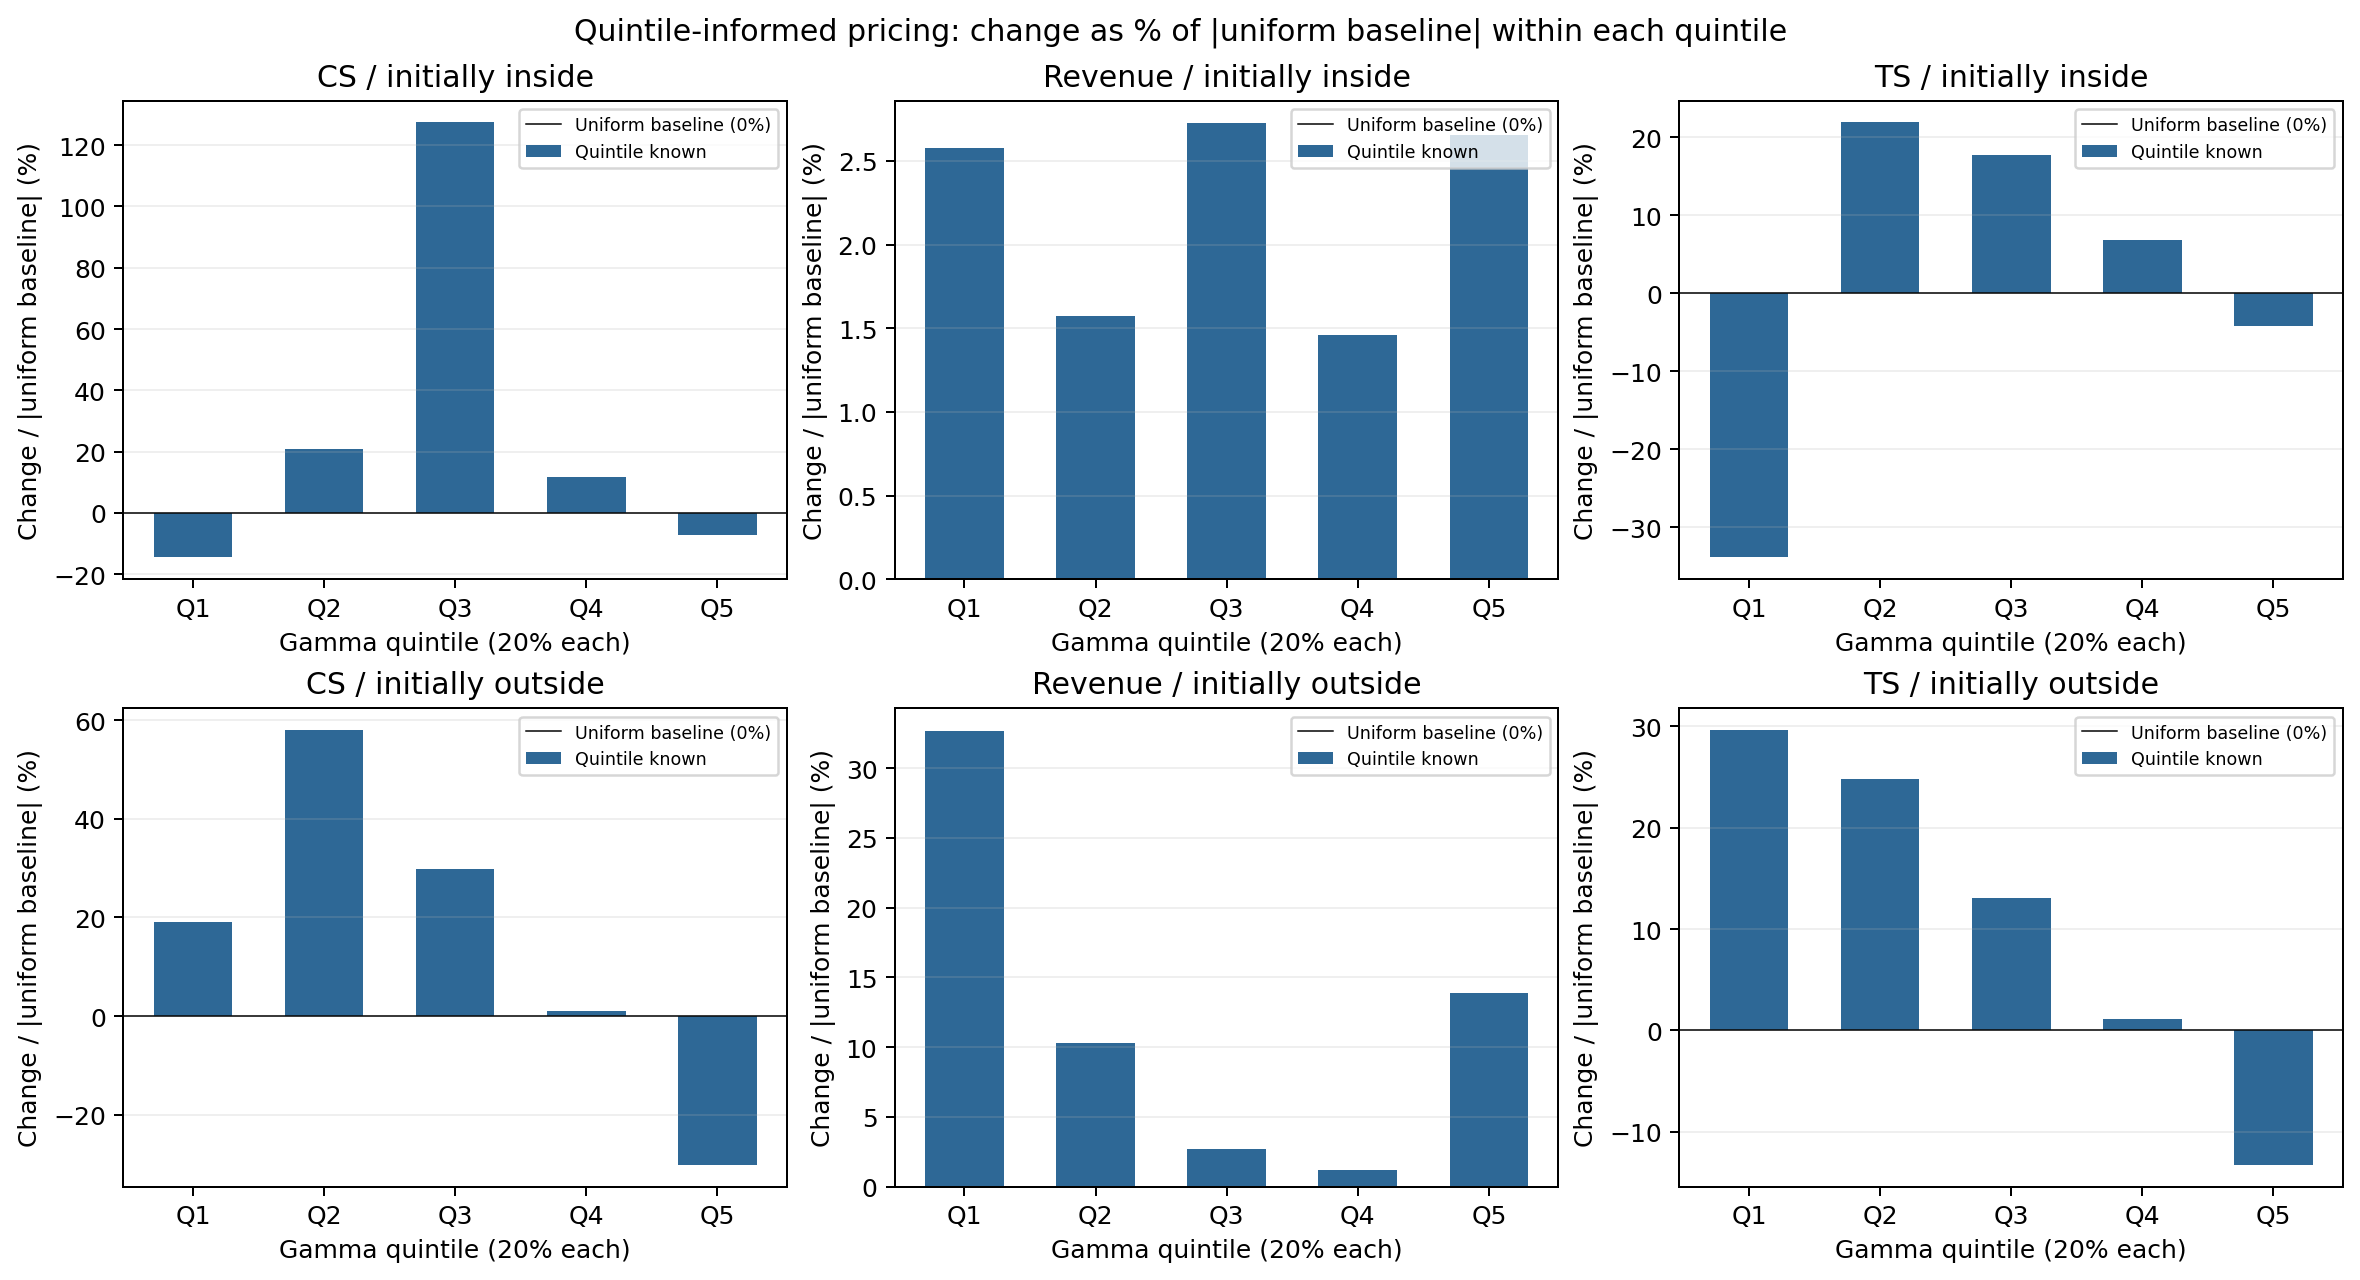 Quintile-informed pricing: change as % of |uniform baseline| within each quintile
CS / initially inside
Change / |uniform baseline| (%)
120
100
80
60
40
20
0
−20
Uniform baseline (0%)
Quintile known
Q1 Q2 Q3 Q4 Q5
Gamma quintile (20% each)
Revenue / initially inside
Change / |uniform baseline| (%)
2.5
2.0
1.5
1.0
0.5
0.0
Uniform baseline (0%)
Quintile known
Q1 Q2 Q3 Q4 Q5
Gamma quintile (20% each)
TS / initially inside
Change / |uniform baseline| (%)
20
10
0
−10
−20
−30
Uniform baseline (0%)
Quintile known
Q1 Q2 Q3 Q4 Q5
Gamma quintile (20% each)
CS / initially outside
Change / |uniform baseline| (%)
60
40
20
0
−20
Uniform baseline (0%)
Quintile known
Q1 Q2 Q3 Q4 Q5
Gamma quintile (20% each)
Revenue / initially outside
Change / |uniform baseline| (%)
30
25
20
15
10
5
0
Uniform baseline (0%)
Quintile known
Q1 Q2 Q3 Q4 Q5
Gamma quintile (20% each)
TS / initially outside
Change / |uniform baseline| (%)
30
20
10
0
−10
Uniform baseline (0%)
Quintile known
Q1 Q2 Q3 Q4 Q5
Gamma quintile (20% each)